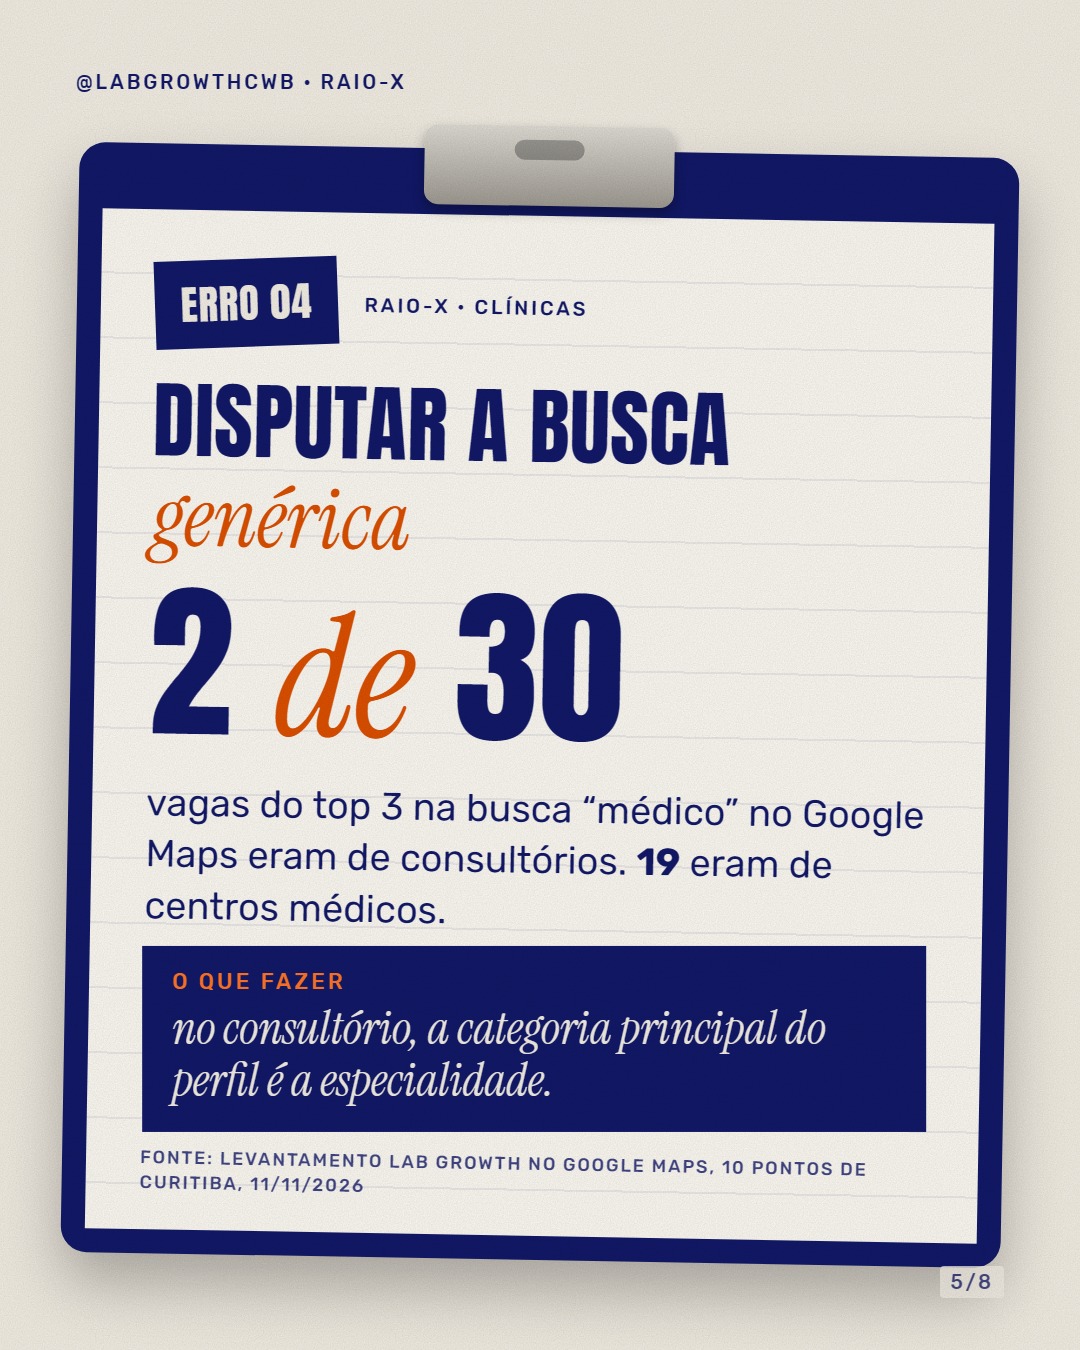 @LABGROWTHCWB • RAIO-X
ERRO 04
RAIO-X • CLÍNICAS
DISPUTAR A BUSCA
genérica
2 de 30
vagas do top 3 na busca “médico” no Google
Maps eram de consultórios. 19 eram de
centros médicos.
O QUE FAZER
no consultório, a categoria principal do
perfil é a especialidade.
FONTE: LEVANTAMENTO LAB GROWTH NO GOOGLE MAPS, 10 PONTOS DE
CURITIBA, 11/11/2026
5/8